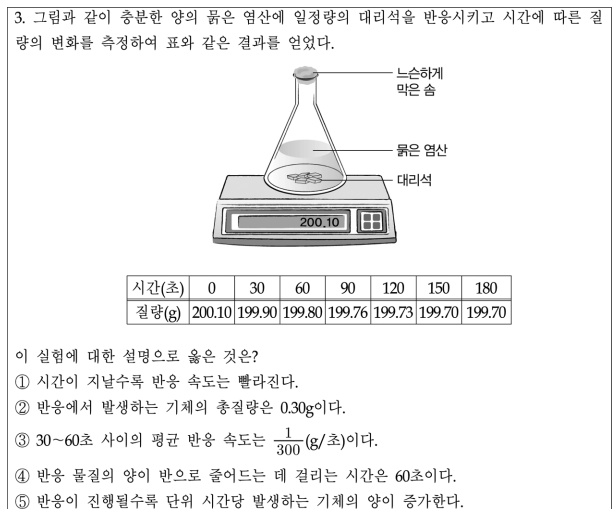 3. 그림과 같이 충분한 양의 묽은 염산에 일정량의 대리석을 반응시키고 시간에 따른 질
량의 변화를 측정하여 표와 같은 결과를 얻었다.
느슨하게
막은 솜
묽은 염산
대리석
200.10
시간(초) 0 30 60 90 120 150 180
질량(g) 200.10 199.90 199.80 199.76 199.73 199.70 199.70
이 실험에 대한 설명으로 옳은 것은?
① 시간이 지날수록 반응 속도는 빨라진다.
② 반응에서 발생하는 기체의 총질량은 0.30g이다.
③ 30~60초 사이의 평균 반응 속도는 1/300 (g/초)이다.
④ 반응 물질의 양이 반으로 줄어드는 데 걸리는 시간은 60초이다.
⑤ 반응이 진행될수록 단위 시간당 발생하는 기체의 양이 증가한다.